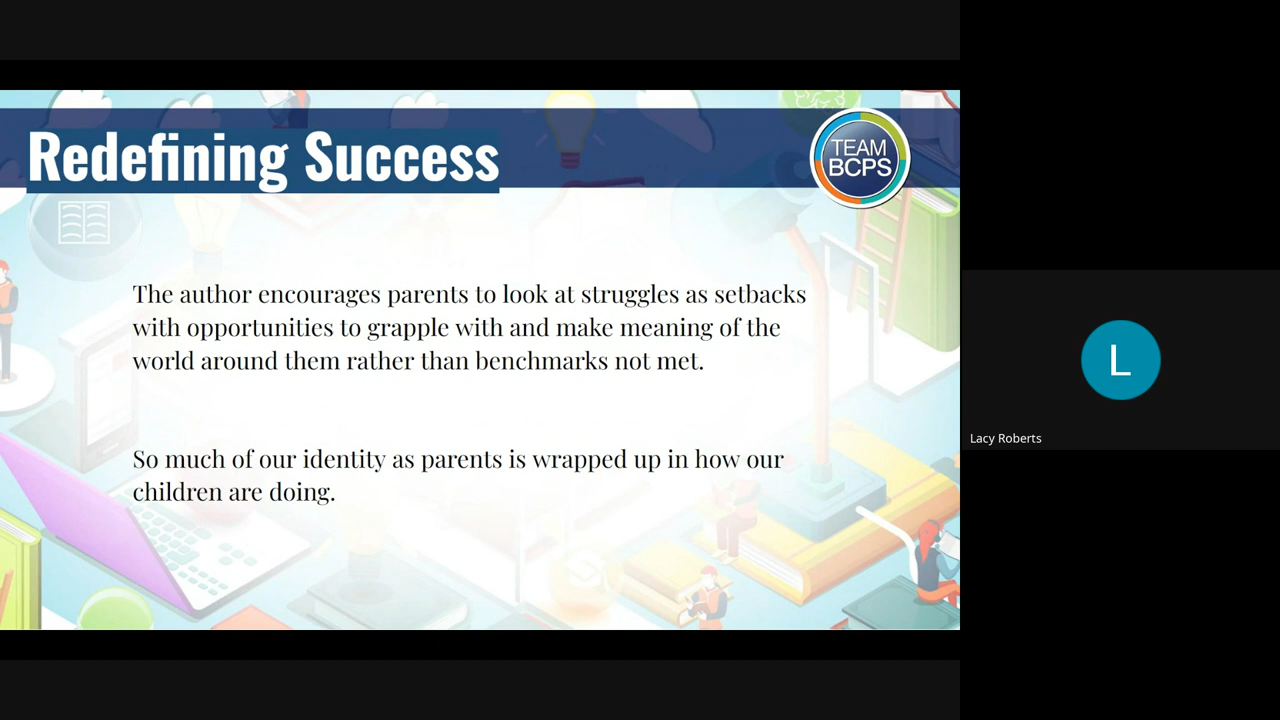 Redefining Success
TEAM
BCPS
The author encourages parents to look at struggles as setbacks
with opportunities to grapple with and make meaning of the
world around them rather than benchmarks not met.
So much of our identity as parents is wrapped up in how our
children are doing.
L
Lacy Roberts